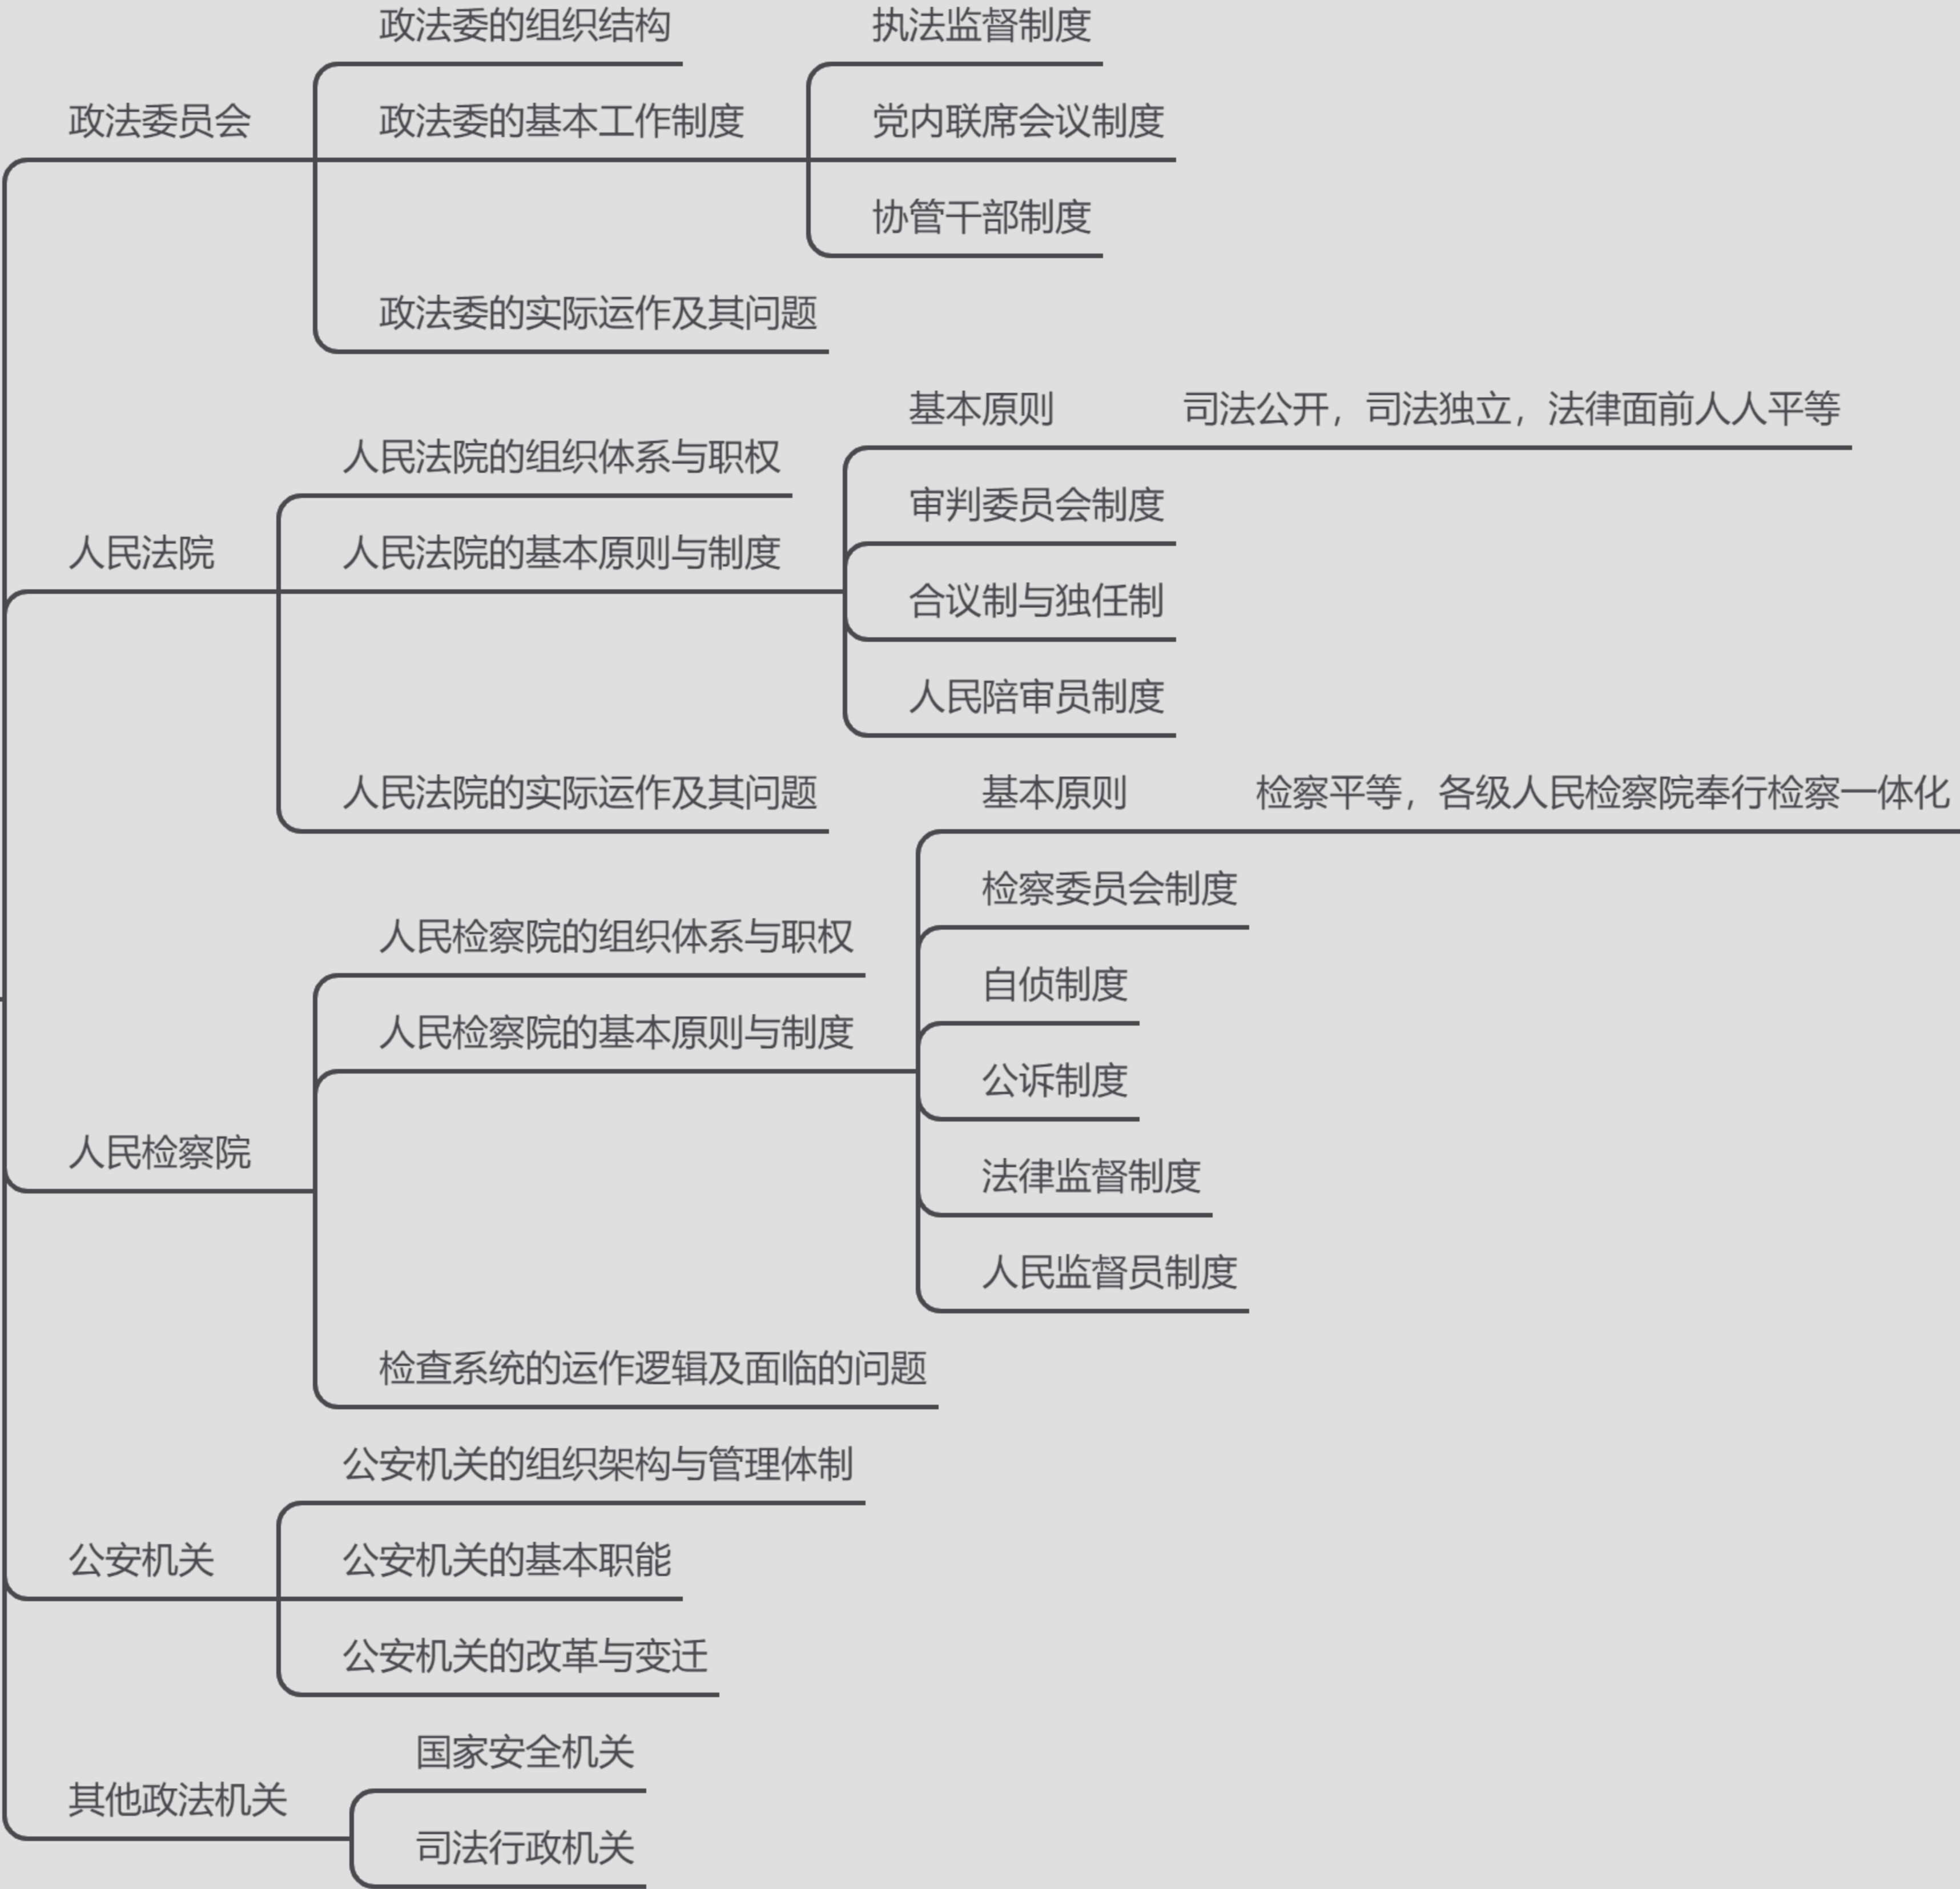 政法委员会
政法委的组织结构
政法委的基本工作制度
执法监督制度
党内联席会议制度
协管干部制度
政法委的实际运作及其问题
人民法院
人民法院的组织体系与职权
人民法院的基本原则与制度
基本原则
司法公开，司法独立，法律面前人人平等
审判委员会制度
合议制与独任制
人民陪审员制度
人民法院的实际运作及其问题
人民检察院
人民检察院的组织体系与职权
人民检察院的基本原则与制度
基本原则
检察平等，各级人民检察院奉行检察一体化
检察委员会制度
自侦制度
公诉制度
法律监督制度
人民监督员制度
检查系统的运作逻辑及面临的问题
公安机关
公安机关的组织架构与管理体制
公安机关的基本职能
公安机关的改革与变迁
其他政法机关
国家安全机关
司法行政机关